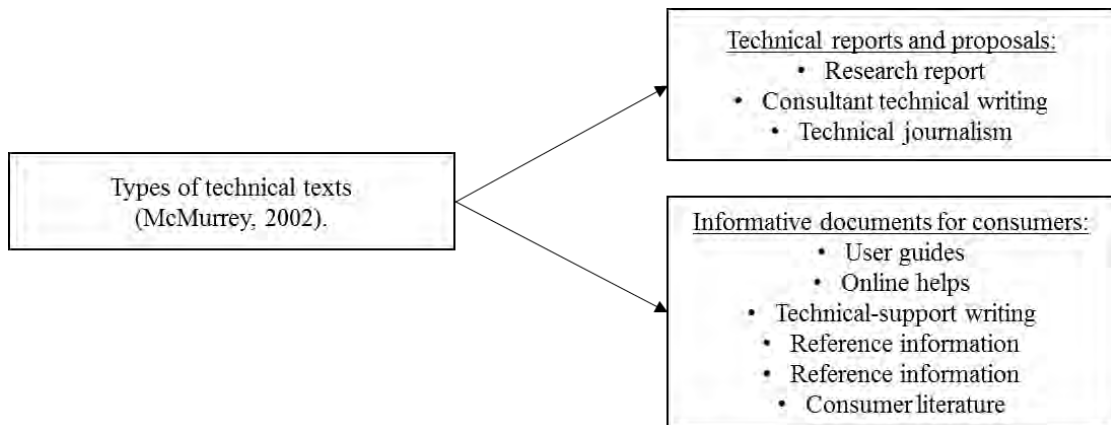 Types of technical texts
(McMurrey, 2002).
Technical reports and proposals:
• Research report
• Consultant technical writing
• Technical journalism
Informative documents for consumers:
• User guides
• Online helps
• Technical-support writing
• Reference information
• Reference information
• Consumer literature